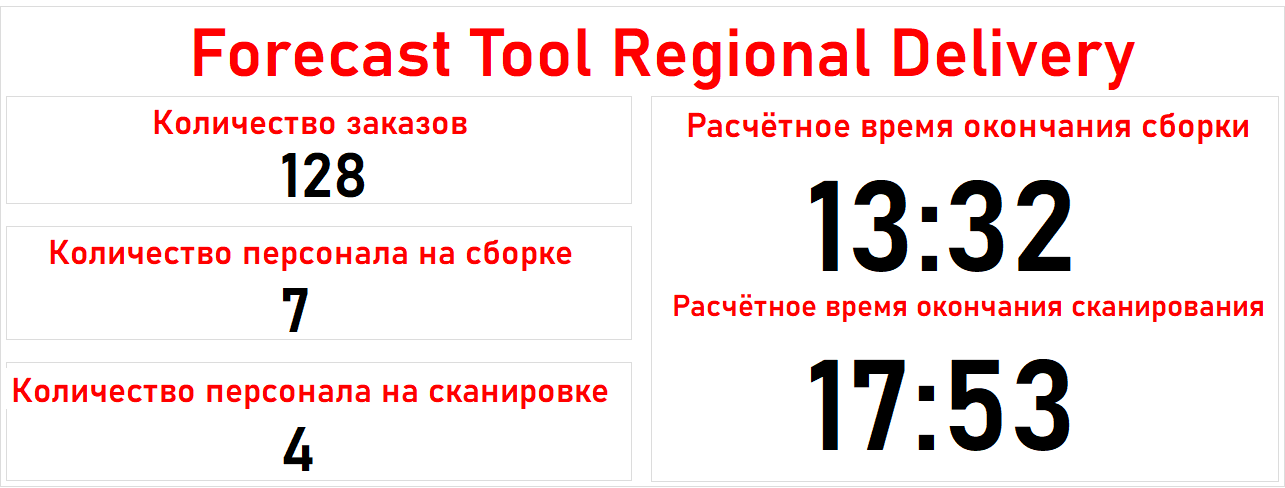 Forecast Tool Regional Delivery
Количество заказов
128
Количество персонала на сборке
7
Количество персонала на сканировке
4
Расчётное время окончания сборки
13:32
Расчётное время окончания сканирования
17:53